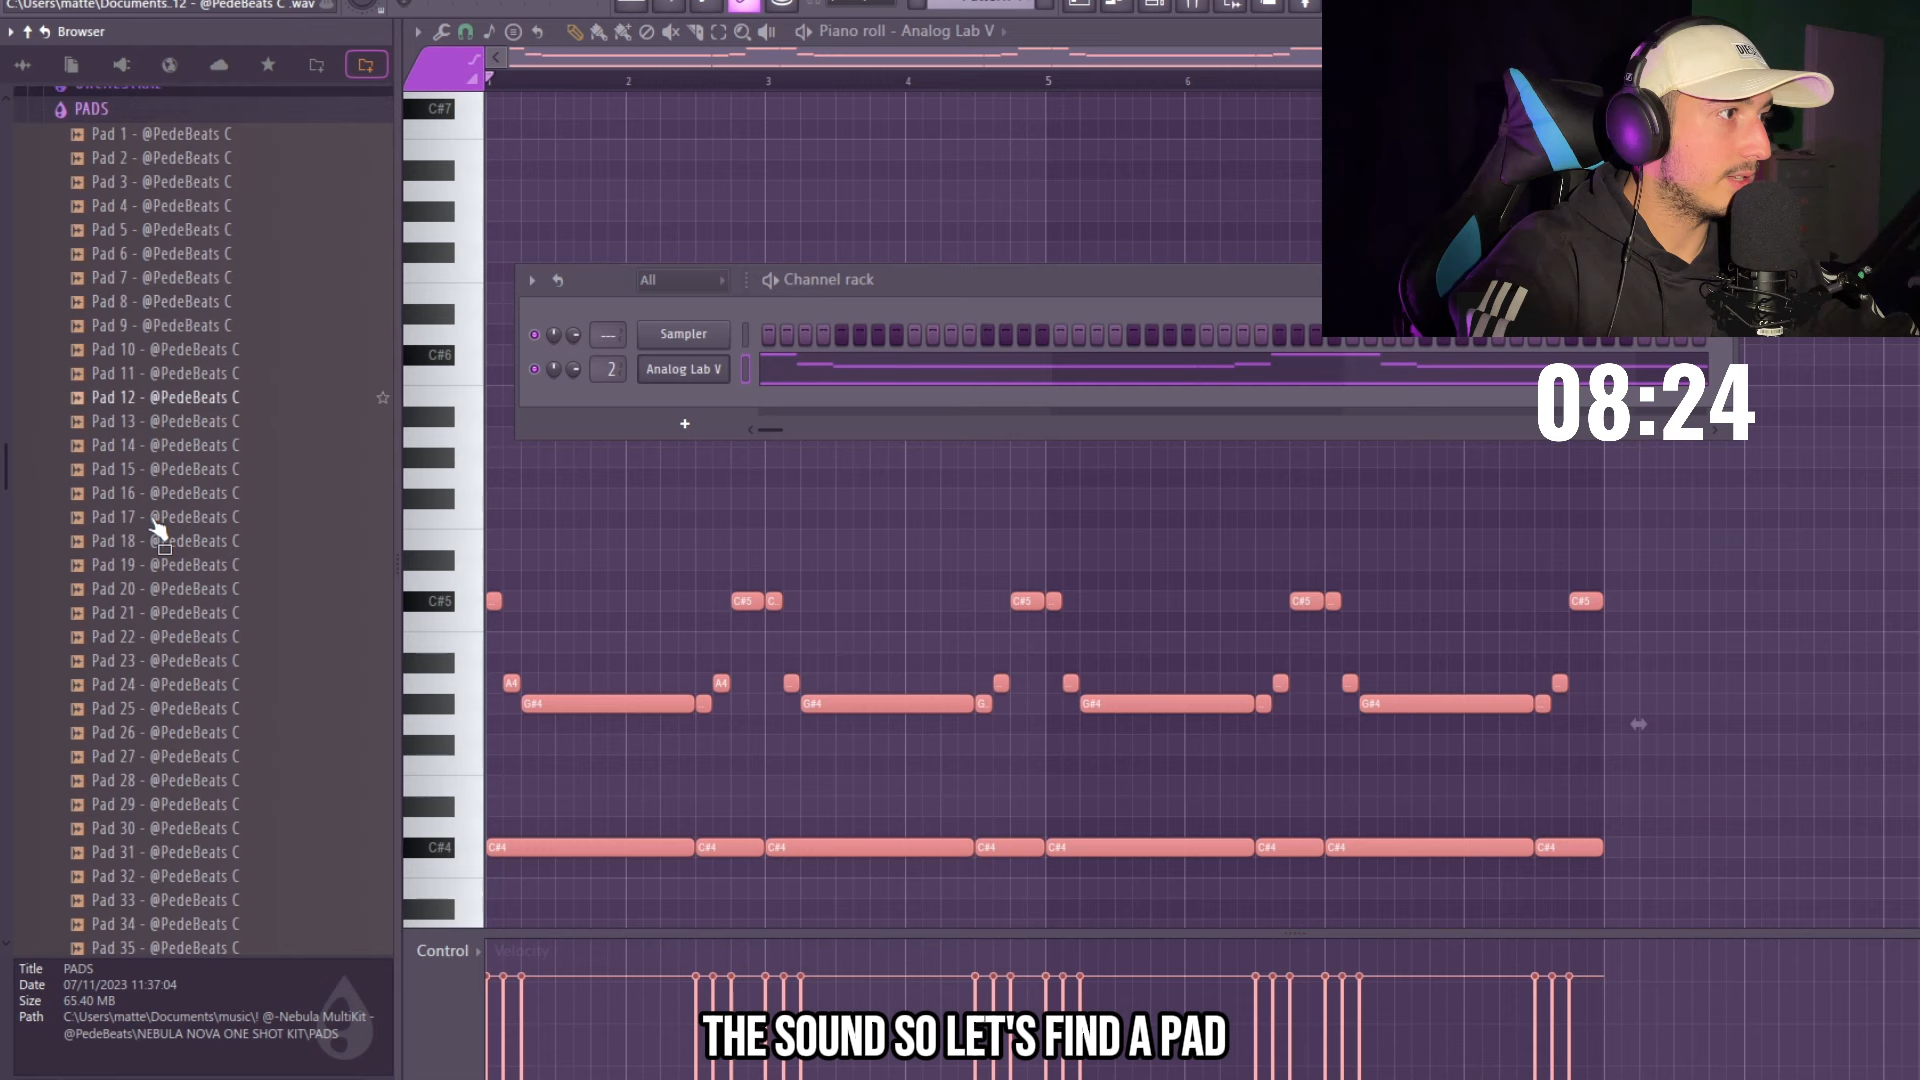 C:\Users\matte\Documents..12 - @PedeBeats C .wav
Browser
Piano roll - Analog Lab V
PADS
Pad 1 - @PedeBeats C
Pad 2 - @PedeBeats C
Pad 3 - @PedeBeats C
Pad 4 - @PedeBeats C
Pad 5 - @PedeBeats C
Pad 6 - @PedeBeats C
Pad 7 - @PedeBeats C
Pad 8 - @PedeBeats C
Pad 9 - @PedeBeats C
Pad 10 - @PedeBeats C
Pad 11 - @PedeBeats C
Pad 12 - @PedeBeats C
Pad 13 - @PedeBeats C
Pad 14 - @PedeBeats C
Pad 15 - @PedeBeats C
Pad 16 - @PedeBeats C
Pad 17 - @PedeBeats C
Pad 18 - @PedeBeats C
Pad 19 - @PedeBeats C
Pad 20 - @PedeBeats C
Pad 21 - @PedeBeats C
Pad 22 - @PedeBeats C
Pad 23 - @PedeBeats C
Pad 24 - @PedeBeats C
Pad 25 - @PedeBeats C
Pad 26 - @PedeBeats C
Pad 27 - @PedeBeats C
Pad 28 - @PedeBeats C
Pad 29 - @PedeBeats C
Pad 30 - @PedeBeats C
Pad 31 - @PedeBeats C
Pad 32 - @PedeBeats C
Pad 33 - @PedeBeats C
Pad 34 - @PedeBeats C
Pad 35 - @PedeBeats C
Title PADS
Date 07/11/2023 11:37:04
Size 65.40 MB
Path C:\Users\matte\Documents\music\! @-Nebula MultiKit -
@PedeBeats\NEBULA NOVA ONE SHOT KIT\PADS
2 3 4 5 6
C#7
All Channel rack
--- Sampler
2 Analog Lab V
C#6
08:24
C#5 C#5 C.. C#5 C#5 C#5
A4 A4
G#4 G#4 G.. G#4 G#4
C#4 C#4 C#4 C#4 C#4 C#4 C#4 C#4 C#4
Control Velocity
THE SOUND SO LET'S FIND A PAD